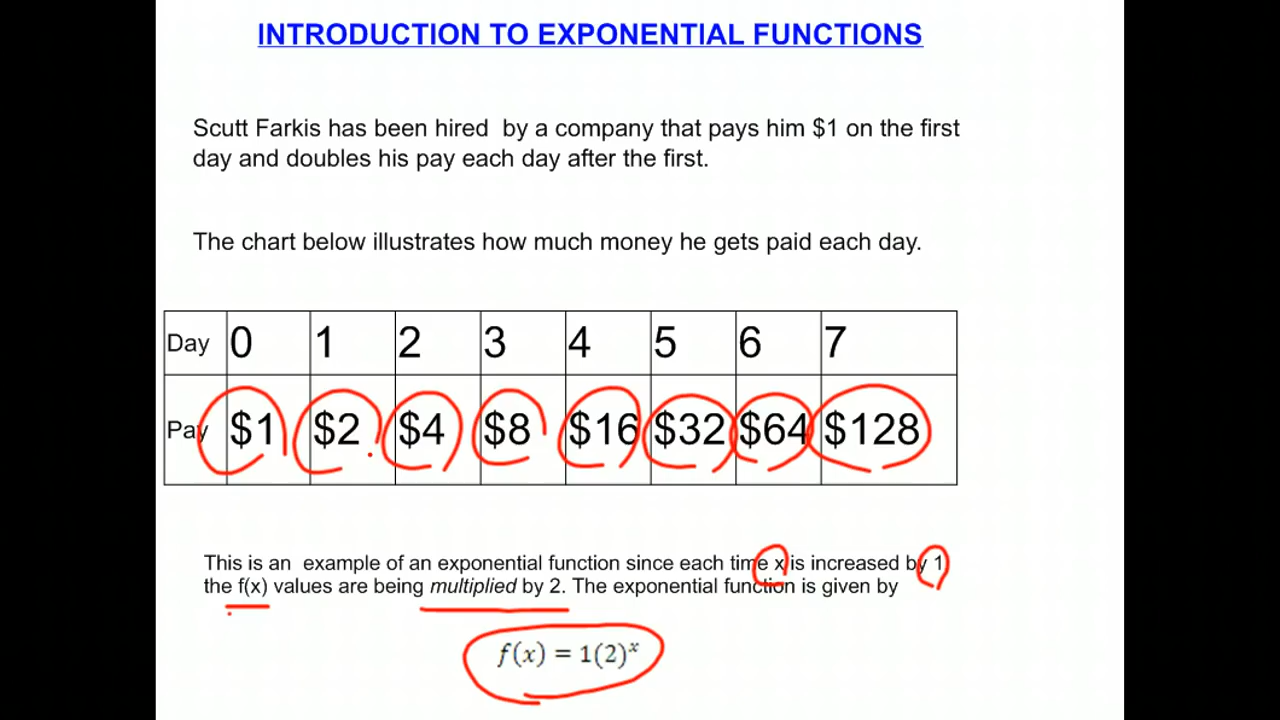 INTRODUCTION TO EXPONENTIAL FUNCTIONS
Scutt Farkis has been hired  by a company that pays him $1 on the first
day and doubles his pay each day after the first.
The chart below illustrates how much money he gets paid each day.
Day 0 1 2 3 4 5 6 7
Pay $1 $2 $4 $8 $16 $32 $64 $128
This is an  example of an exponential function since each time x is increased by 1
the f(x) values are being multiplied by 2. The exponential function is given by
f(x) = 1(2)^x